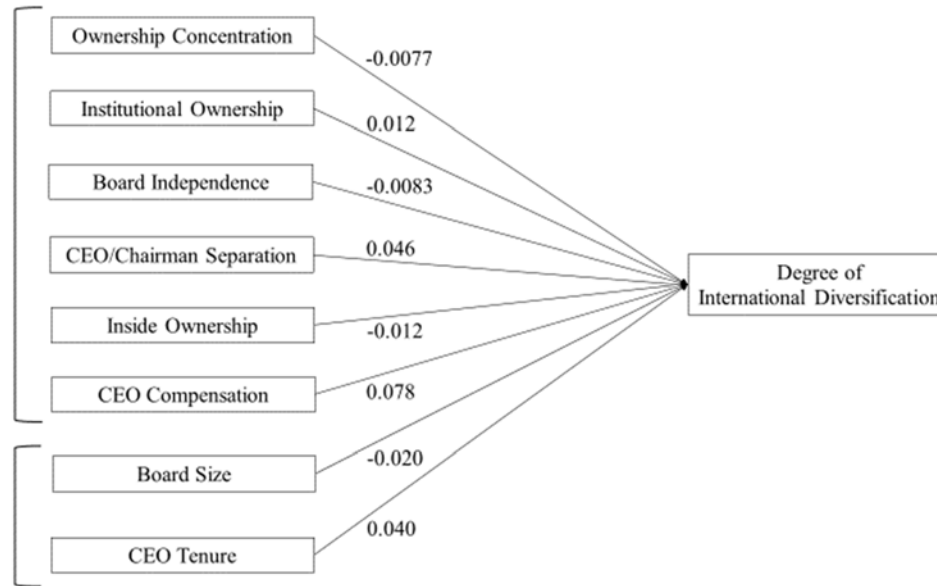 Ownership Concentration
-0.0077
Institutional Ownership
0.012
Board Independence
-0.0083
CEO/Chairman Separation
0.046
Degree of
International Diversification
Inside Ownership
-0.012
CEO Compensation
0.078
Board Size
-0.020
CEO Tenure
0.040